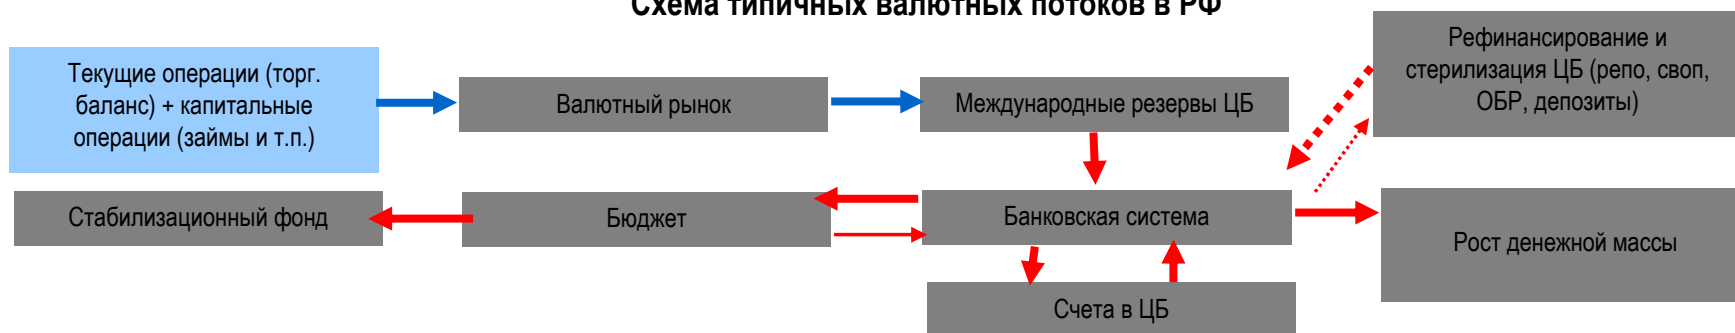 Схема типичных валютных потоков в РФ
Текущие операции (торг.
баланс) + капитальные
операции (займы и т.п.)
Валютный рынок
Международные резервы ЦБ
Рефинансирование и
стерилизация ЦБ (репо, своп,
ОБР, депозиты)
Стабилизационный фонд
Бюджет
Банковская система
Рост денежной массы
Счета в ЦБ